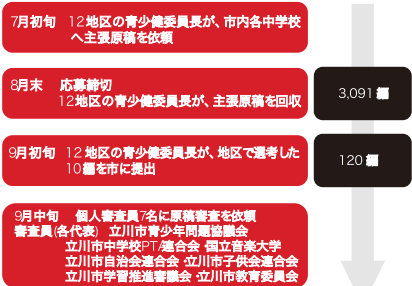 7月初旬 12地区の青少健委員長が、市内各中学校
へ主張原稿を依頼
8月末 応募締切
12地区の青少健委員長が、主張原稿を回収
3,091編
9月初旬 12地区の青少健委員長が、地区で選考した
10編を市に提出
120編
9月中旬 個人審査員7名に原稿審査を依頼
審査員(各代表) 立川市青少年問題協議会
立川市中学校PTA連合会・国立音楽大学
立川市自治会連合会・立川市子供会連合会
立川市学習推進審議会・立川市教育委員会